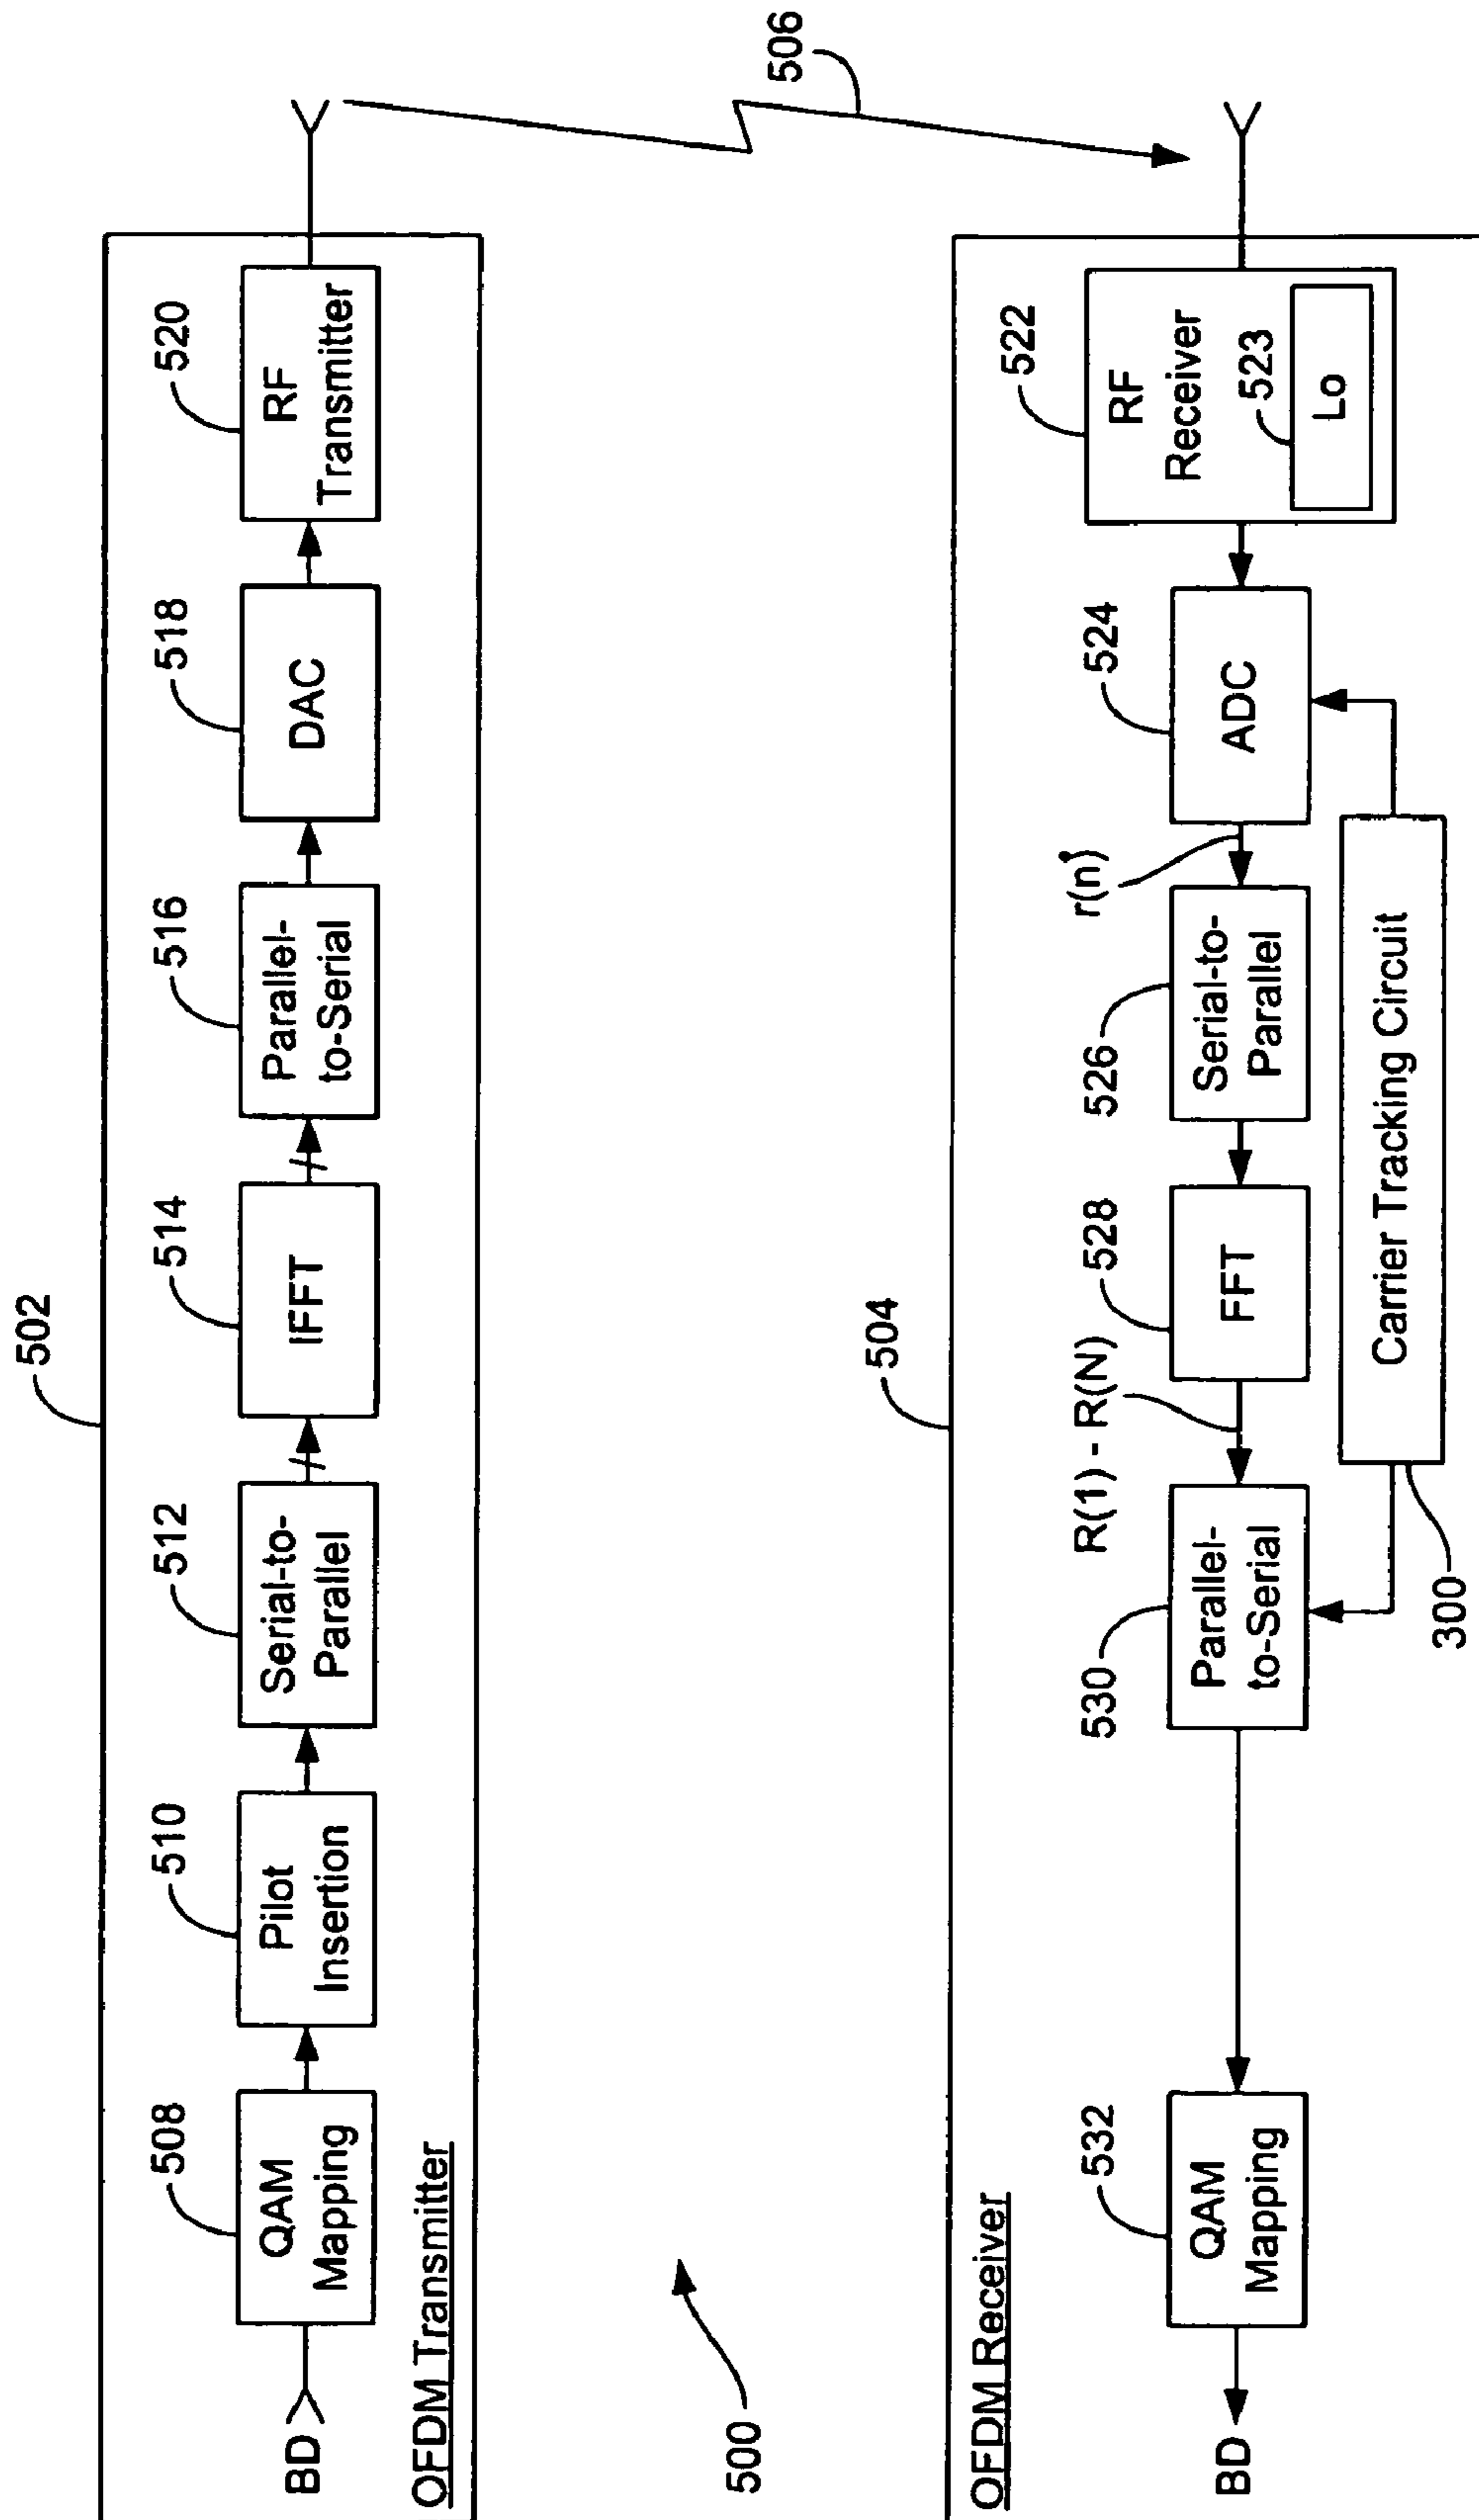 502
508
510
512
514
516
518
520
BD
QAM
Mapping
Pilot
Insertion
Serial-to-
Parallel
IFFT
Parallel-
to-Serial
DAC
RF
Transmitter
OFDM Transmitter
500
506
504
OFDM Receiver
532
530
R(1) - R(N)
528
526
r(n)
524
522
BD
QAM
Mapping
Parallel-
to-Serial
FFT
Serial-to-
Parallel
ADC
RF
Receiver
523
Lo
Carrier Tracking Circuit
300